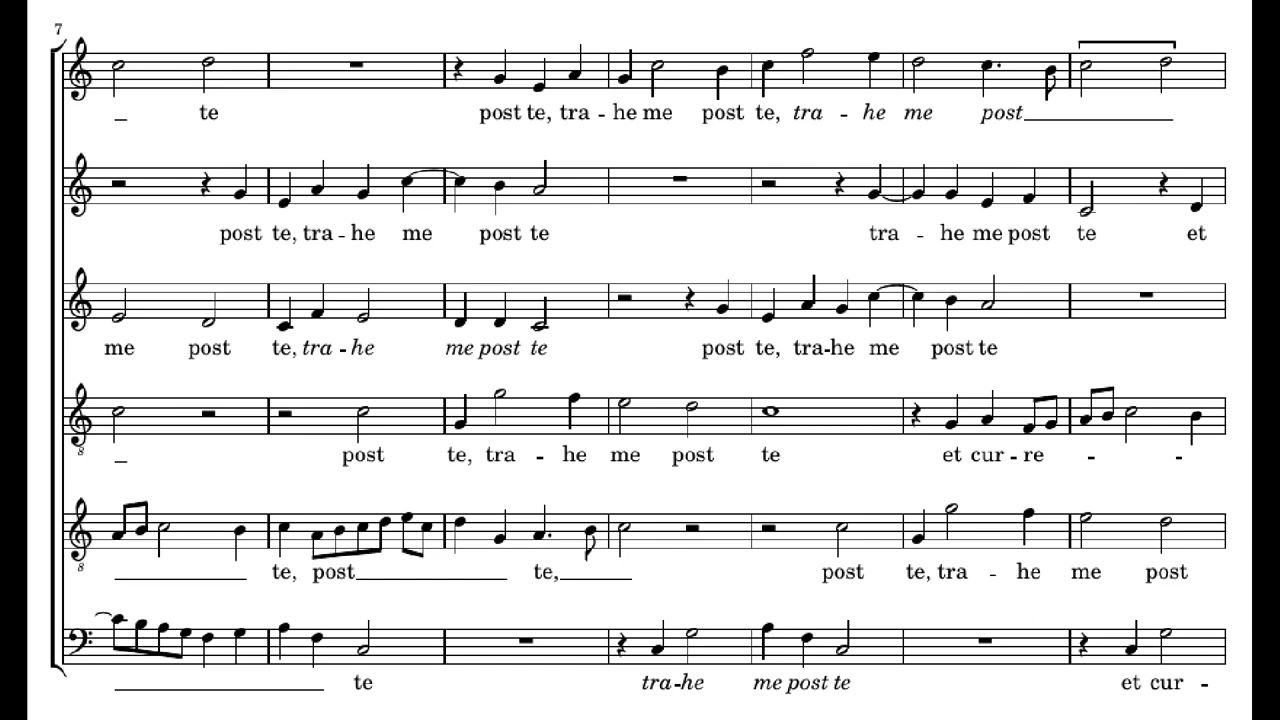 7
_ te post te, tra - he me post te, tra - he me post
post te, tra - he me post te tra - he me post te et
me post te, tra - he me post te post te, tra-he me post te
_ post te, tra - he me post te et cur - re - - -
8
te, post te, post te, tra - he me post
8
te tra-he me post te et cur -